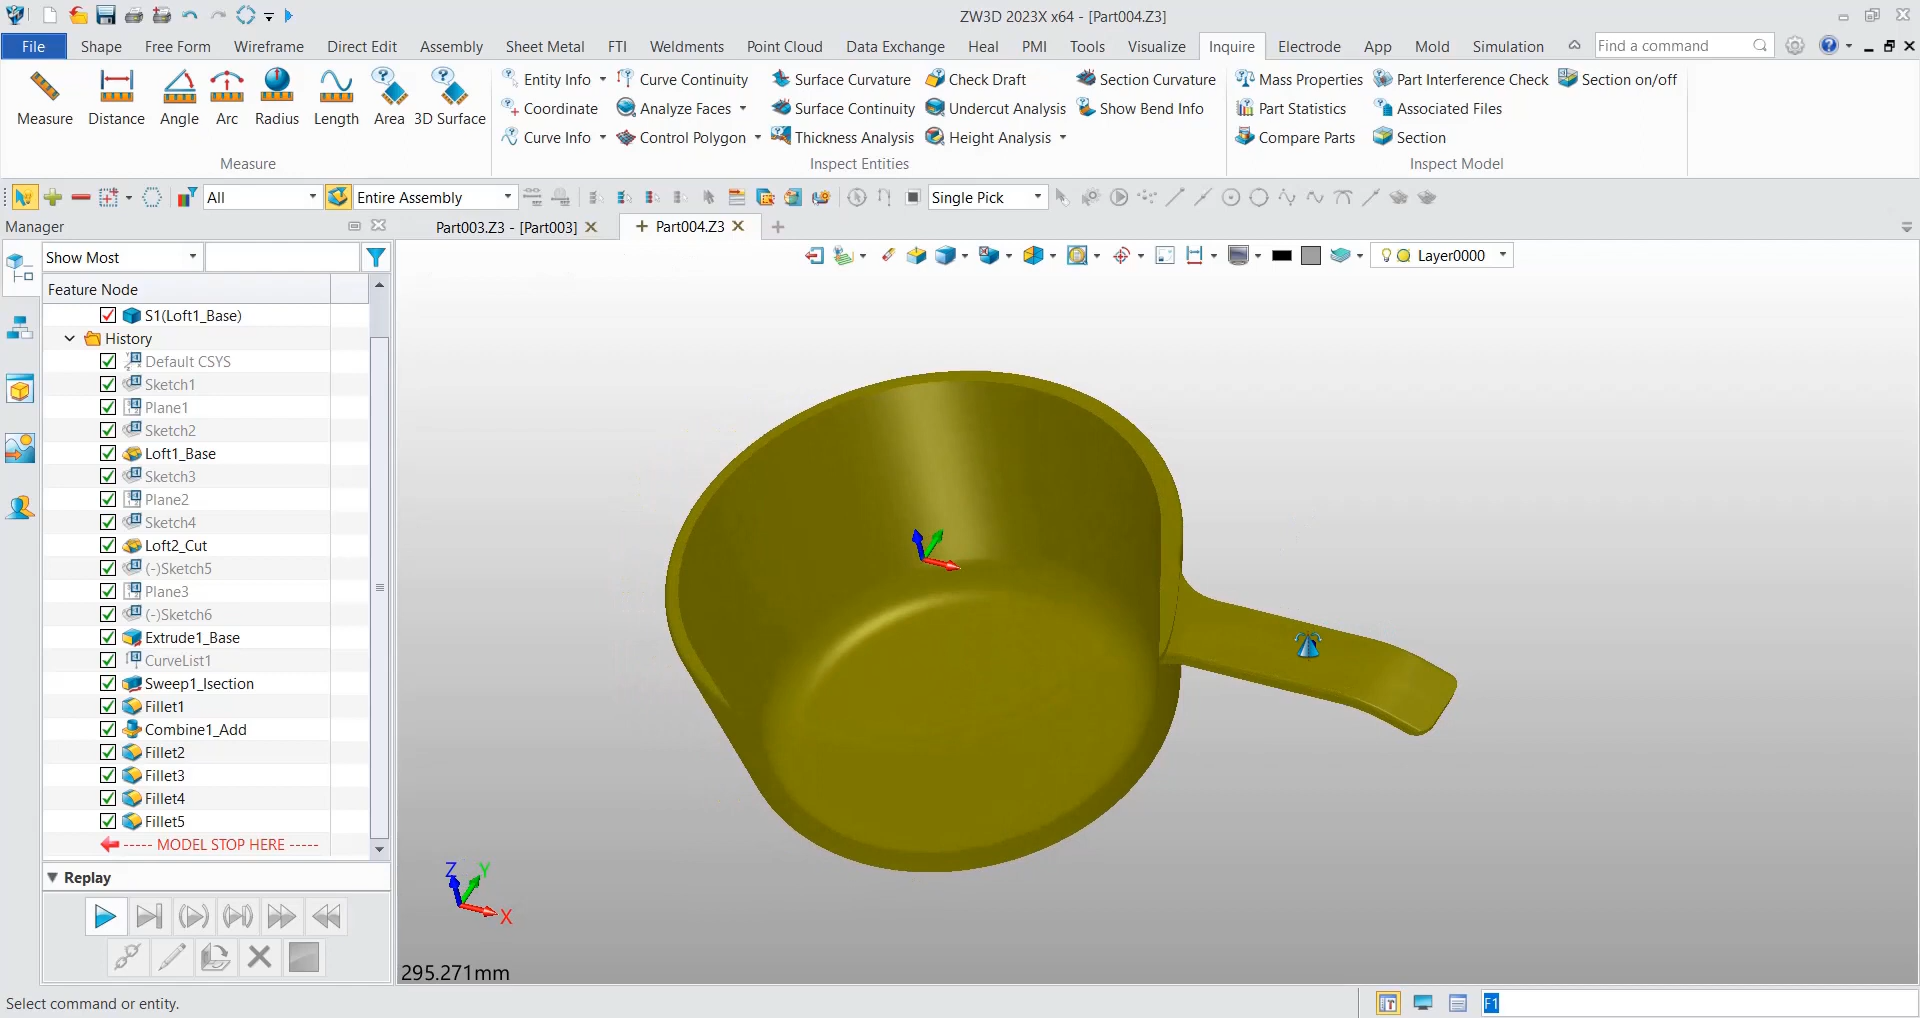 ZW3D 2023X x64 - [Part004.Z3]
File Shape Free Form Wireframe Direct Edit Assembly Sheet Metal FTI Weldments Point Cloud Data Exchange Heal PMI Tools Visualize Inquire Electrode App Mold Simulation Find a command
Entity Info Curve Continuity Surface Curvature Check Draft Section Curvature Mass Properties Part Interference Check Section on/off
Coordinate Analyze Faces Surface Continuity Undercut Analysis Show Bend Info Part Statistics Associated Files
Measure Distance Angle Arc Radius Length Area 3D Surface
Curve Info Control Polygon Thickness Analysis Height Analysis Compare Parts Section
Measure Inspect Entities Inspect Model
All Entire Assembly Single Pick
Manager Part003.Z3 - [Part003] Part004.Z3
Show Most Layer0000
Feature Node
S1(Loft1_Base)
History
Default CSYS
Sketch1
Plane1
Sketch2
Loft1_Base
Sketch3
Plane2
Sketch4
Loft2_Cut
(-)Sketch5
Plane3
(-)Sketch6
Extrude1_Base
CurveList1
Sweep1_Isection
Fillet1
Combine1_Add
Fillet2
Fillet3
Fillet4
Fillet5
----- MODEL STOP HERE -----
Replay
Z Y
X
295.271mm
Select command or entity. F1